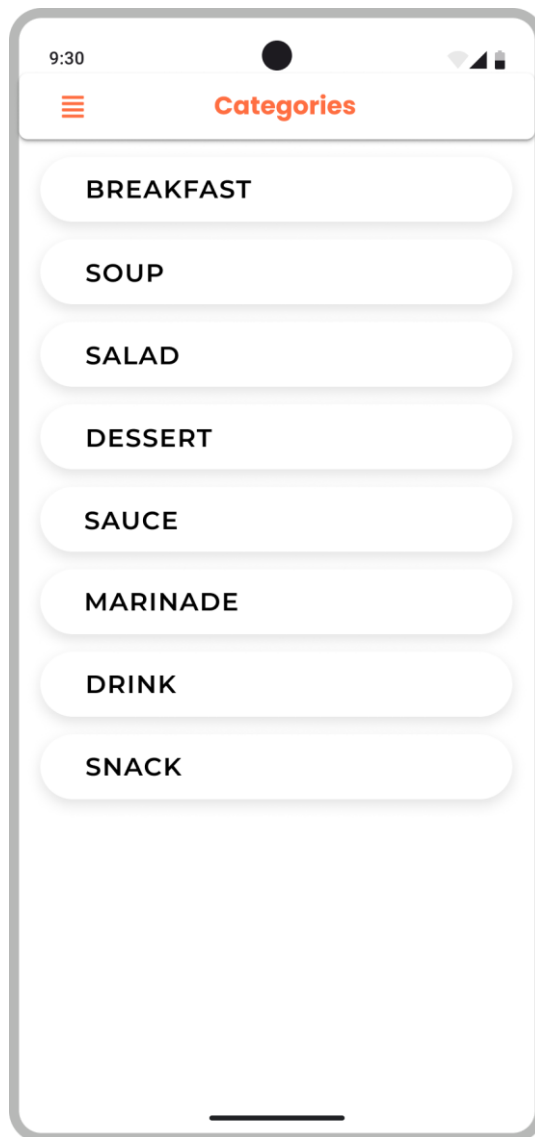 9:30
Categories
BREAKFAST
SOUP
SALAD
DESSERT
SAUCE
MARINADE
DRINK
SNACK